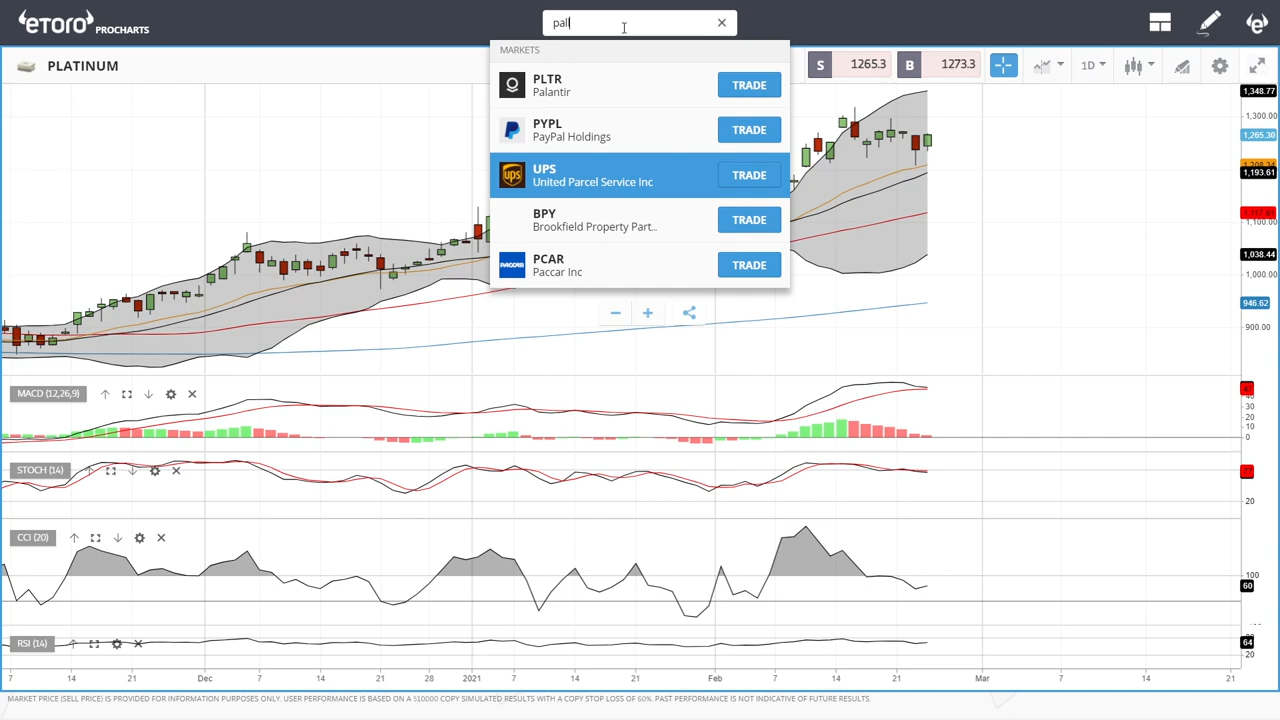 eToro PROCHARTS
pall
MARKETS
PLTR
Palantir
TRADE
PYPL
PayPal Holdings
TRADE
UPS
United Parcel Service Inc
TRADE
BPY
Brookfield Property Part...
TRADE
PCAR
Paccar Inc
TRADE
PLATINUM
S 1265.3
B 1273.3
1D
1,348.77
1,300.00
1,265.30
1,193.61
1,100.00
1,038.44
1,000.00
946.62
900.00
MACD (12,26,9)
40
30
20
10
0
STOCH (14)
20
CCI (20)
100
60
RSI (14)
64
20
7 14 21 Dec 7 14 21 28 2021 7 14 21 Feb 7 14 21 Mar 7 14 21
MARKET PRICE (SELL PRICE) IS PROVIDED FOR INFORMATION PURPOSES ONLY. USER PERFORMANCE IS BASED ON A $10000 COPY SIMULATED RESULTS WITH A COPY STOP LOSS OF 60%. PAST PERFORMANCE IS NOT INDICATIVE OF FUTURE RESULTS.